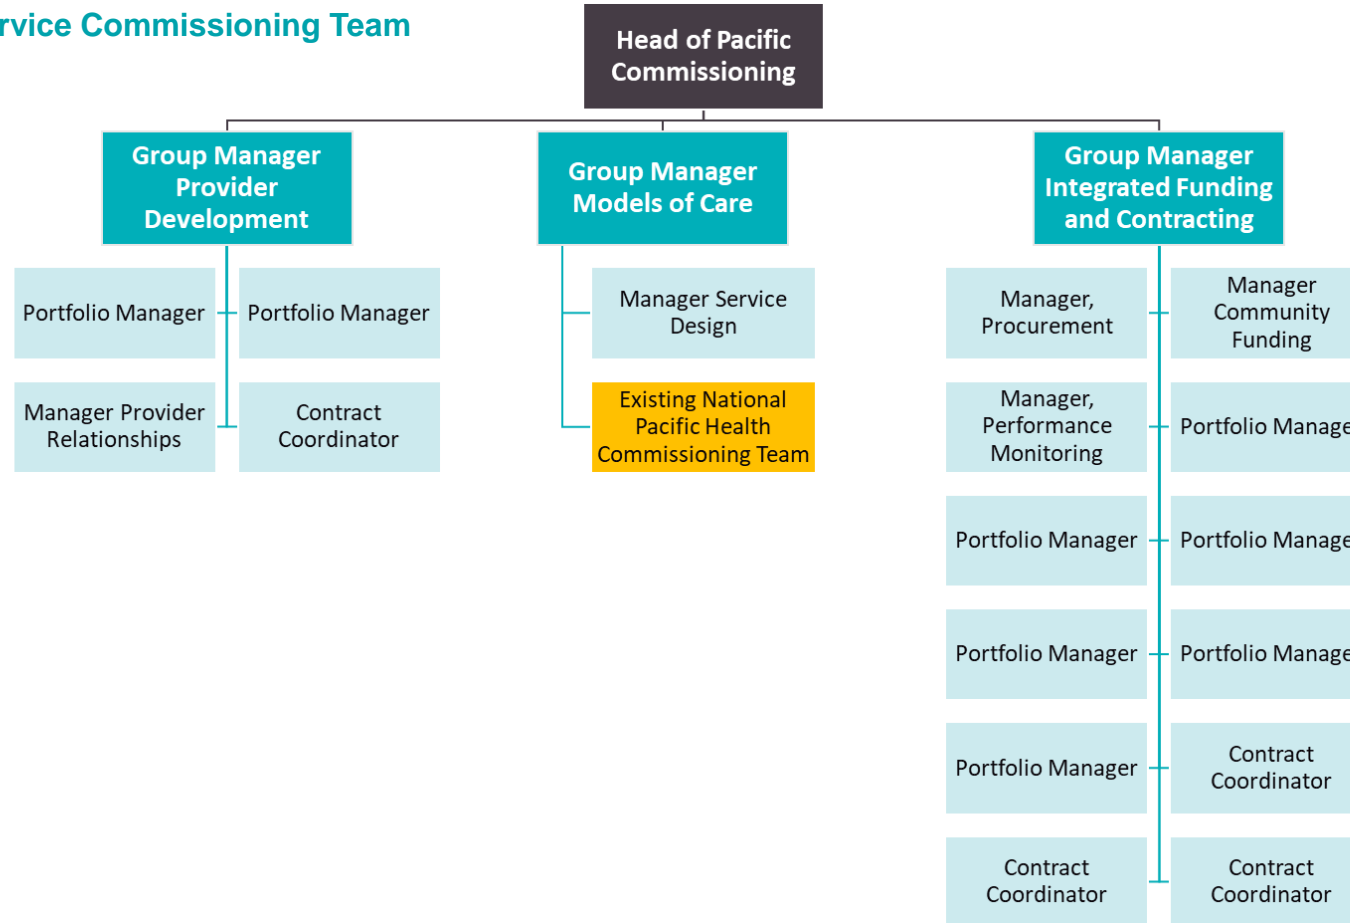 rvice Commissioning Team
Head of Pacific
Commissioning
Group Manager
Provider
Development
Group Manager
Models of Care
Group Manager
Integrated Funding
and Contracting
Portfolio Manager
Portfolio Manager
Manager Provider
Relationships
Contract
Coordinator
Manager Service
Design
Existing National
Pacific Health
Commissioning Team
Manager,
Procurement
Manager
Community
Funding
Manager,
Performance
Monitoring
Portfolio Manage
Portfolio Manager
Portfolio Manage
Portfolio Manager
Portfolio Manage
Portfolio Manager
Contract
Coordinator
Contract
Coordinator
Contract
Coordinator